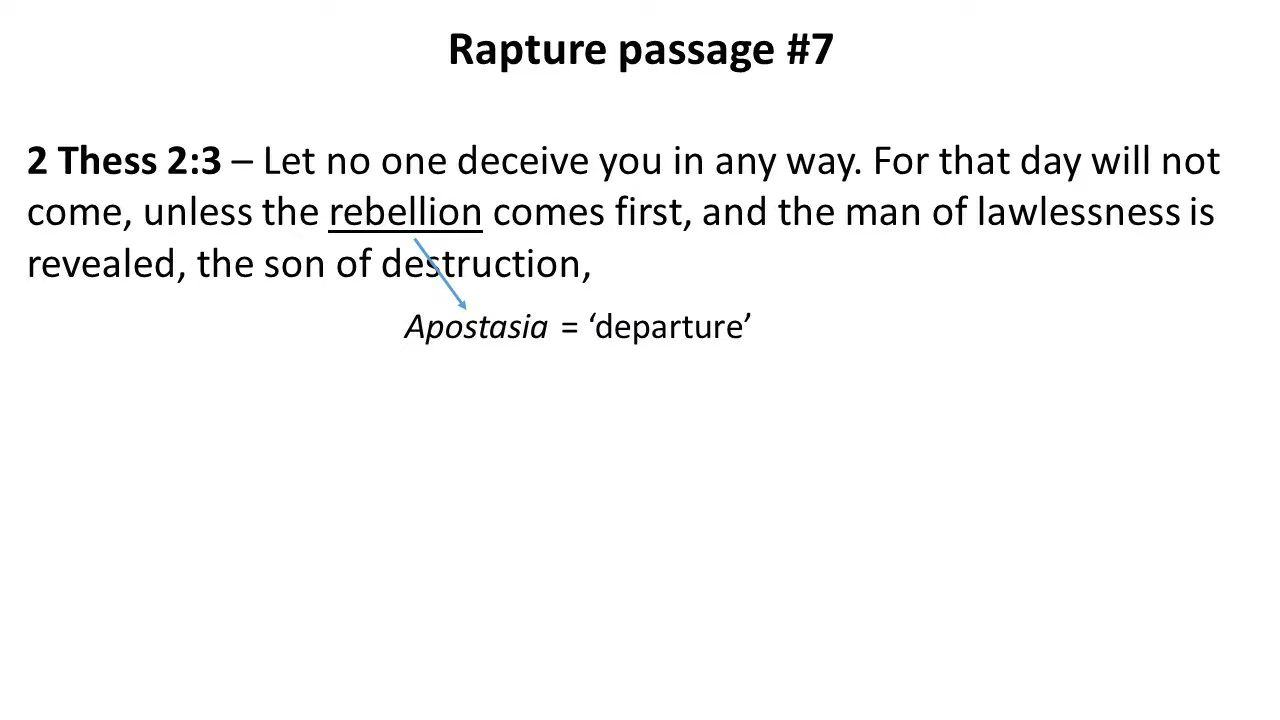 Rapture passage #7
2 Thess 2:3 – Let no one deceive you in any way. For that day will not
come, unless the rebellion comes first, and the man of lawlessness is
revealed, the son of destruction,
Apostasia = ‘departure’